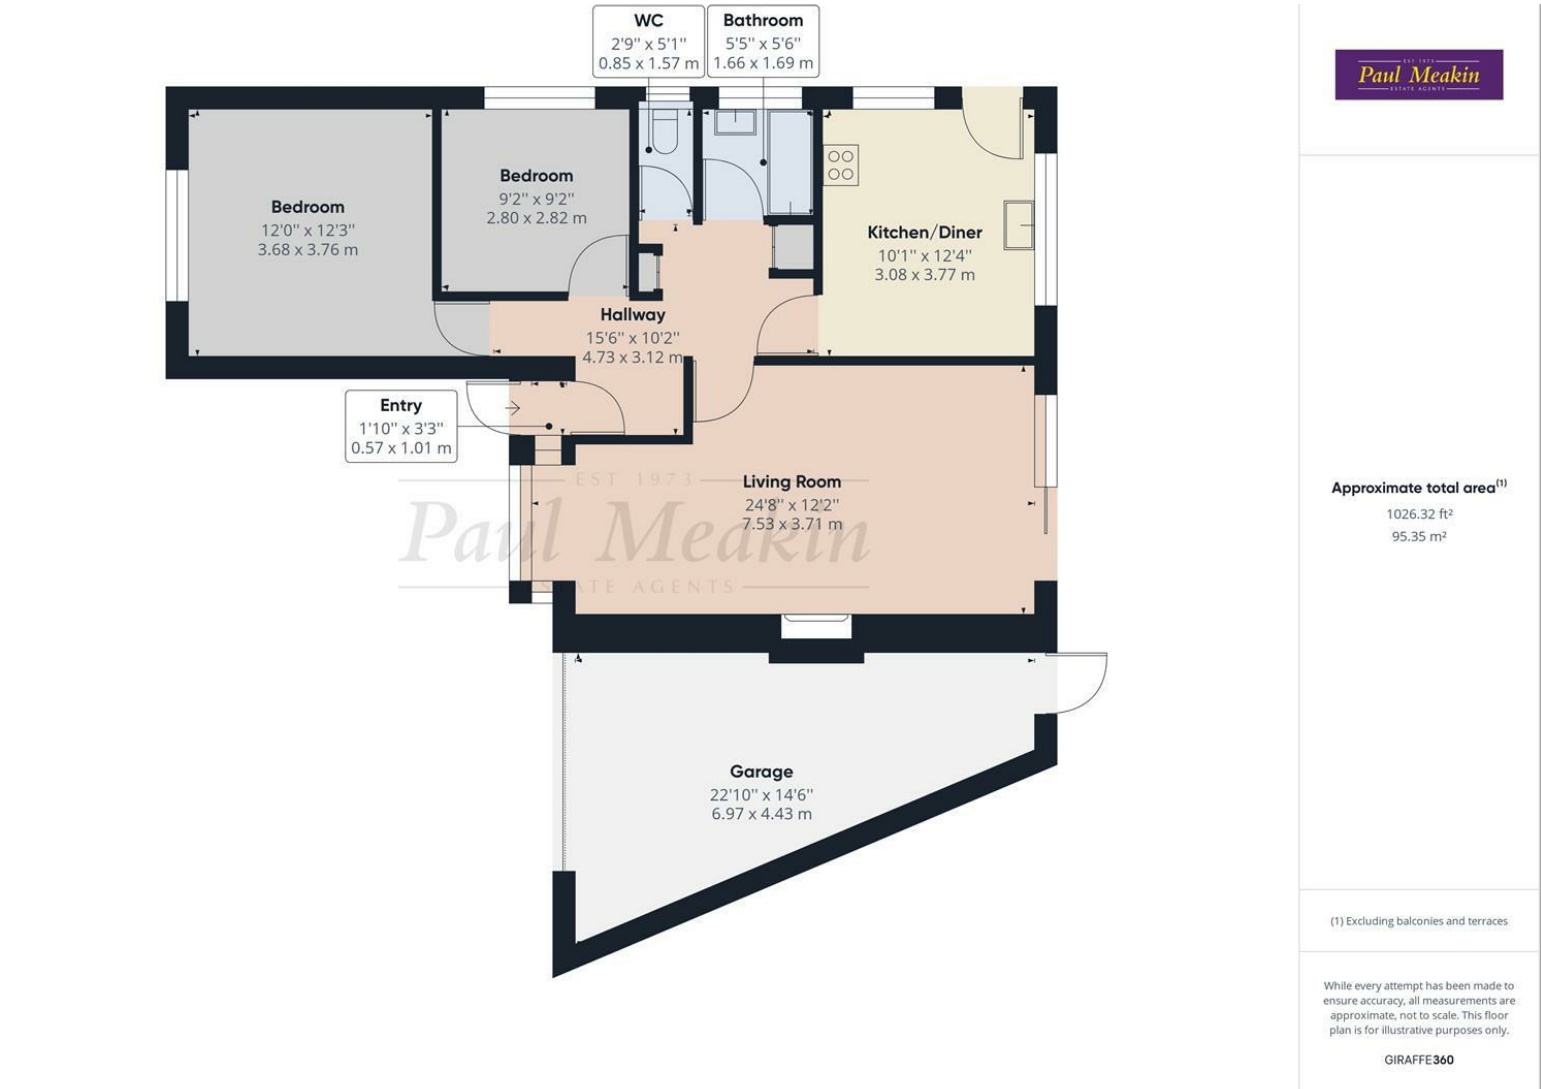 WC
2'9'' x 5'1''
0.85 x 1.57 m
Bathroom
5'5'' x 5'6''
1.66 x 1.69 m
Bedroom
12'0'' x 12'3''
3.68 x 3.76 m
Bedroom
9'2'' x 9'2''
2.80 x 2.82 m
Kitchen/Diner
10'1'' x 12'4''
3.08 x 3.77 m
Hallway
15'6'' x 10'2''
4.73 x 3.12 m
Entry
1'10'' x 3'3''
0.57 x 1.01 m
Living Room
24'8'' x 12'2''
7.53 x 3.71 m
EST 1973
Paul Meakin
ESTATE AGENTS
Garage
22'10'' x 14'6''
6.97 x 4.43 m
EST 1973
Paul Meakin
ESTATE AGENTS
Approximate total area(1)
1026.32 ft²
95.35 m²
(1) Excluding balconies and terraces
While every attempt has been made to
ensure accuracy, all measurements are
approximate, not to scale. This floor
plan is for illustrative purposes only.
GIRAFFE360